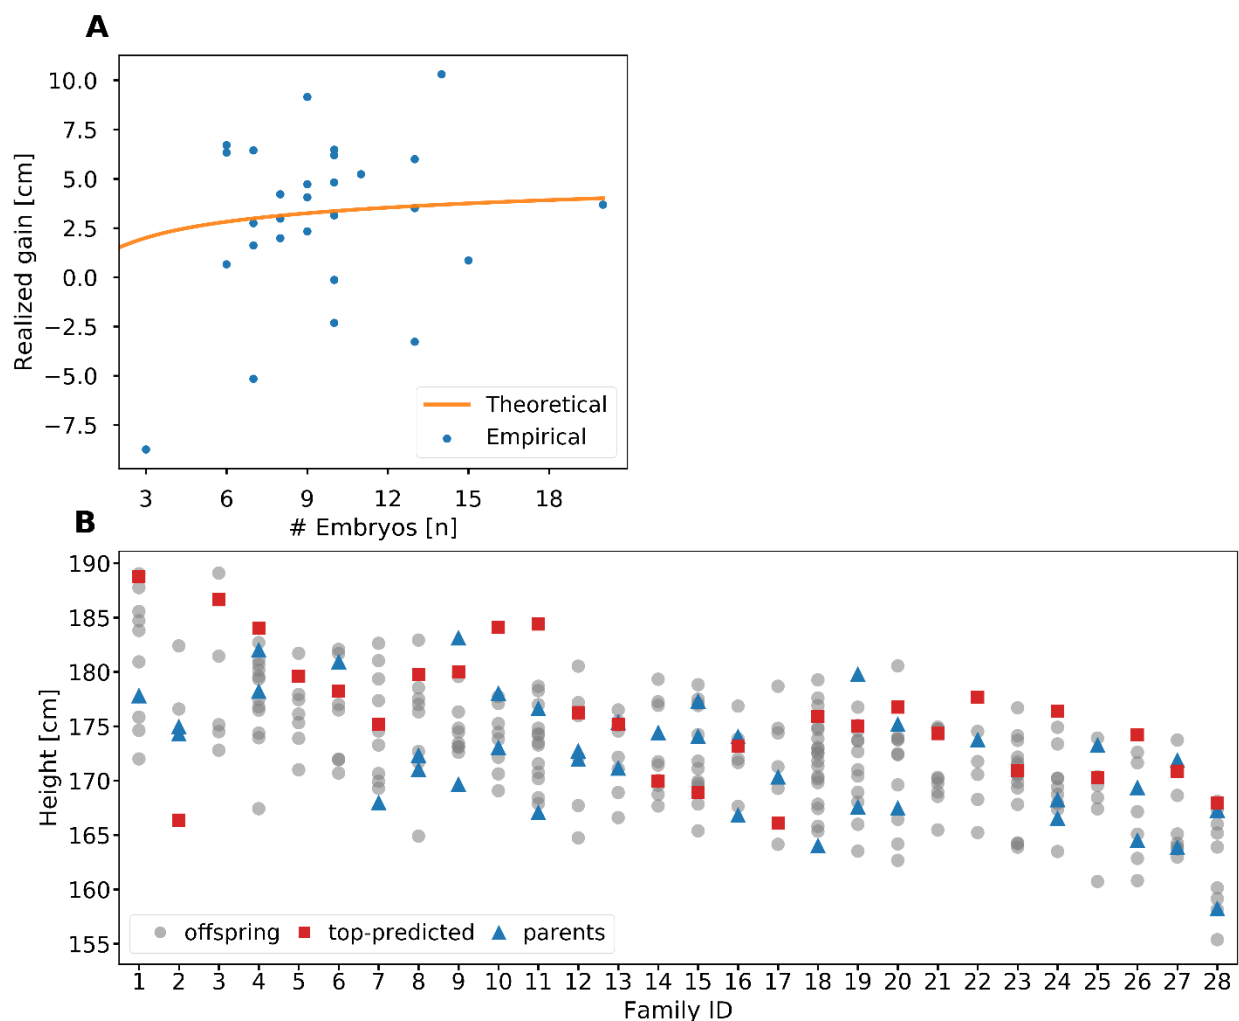 A
10.0
7.5
5.0
2.5
0.0
−2.5
−5.0
−7.5
Realized gain [cm]
Theoretical
Empirical
3 6 9 12 15 18
# Embryos [n]
B
190
185
180
175
170
165
160
155
Height [cm]
offspring top-predicted parents
1 2 3 4 5 6 7 8 9 10 11 12 13 14 15 16 17 18 19 20 21 22 23 24 25 26 27 28
Family ID